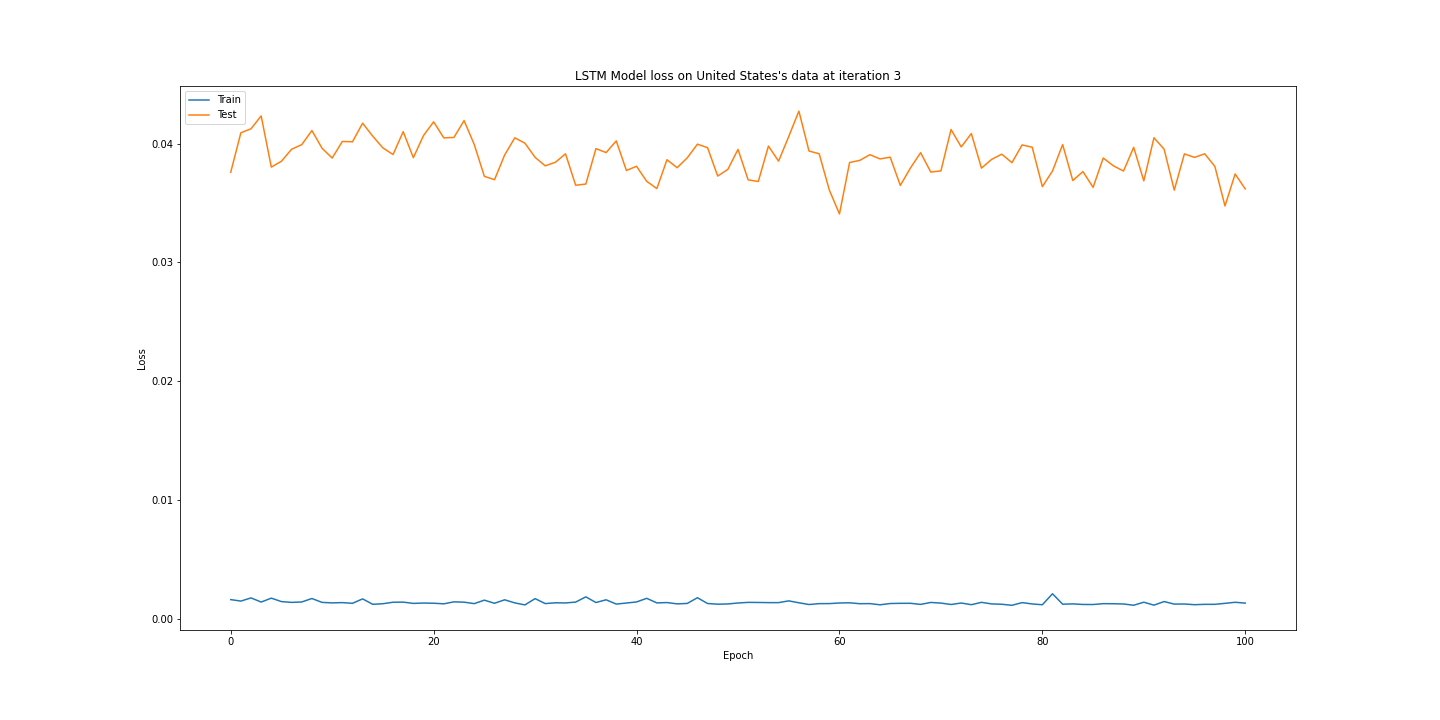 LSTM Model loss on United States's data at iteration 3
Train
Test
0.04
0.03
0.02
0.01
0.00
Loss
0 20 40 60 80 100
Epoch